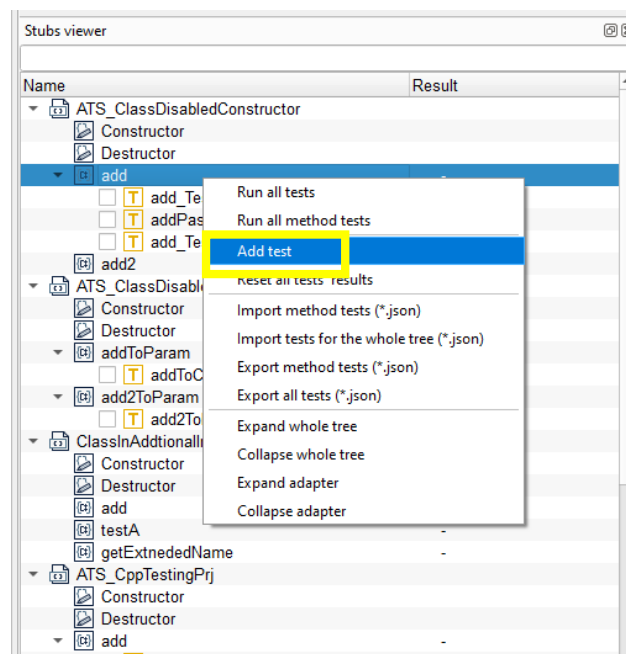 Stubs viewer
Name Result
ATS_ClassDisabledConstructor
Constructor
Destructor
add -
add_Te
addPas
add_Te
add2
ATS_ClassDisabl
Constructor
Destructor
addToParam
addToC
add2ToParam
add2To
ClassInAddtionalI
Constructor
Destructor
add
testA -
getExtnededName -
ATS_CppTestingPrj
Constructor
Destructor
add -
Run all tests
Run all method tests
Add test
Reset all tests' results
Import method tests (*.json)
Import tests for the whole tree (*.json)
Export method tests (*.json)
Export all tests (*.json)
Expand whole tree
Collapse whole tree
Expand adapter
Collapse adapter